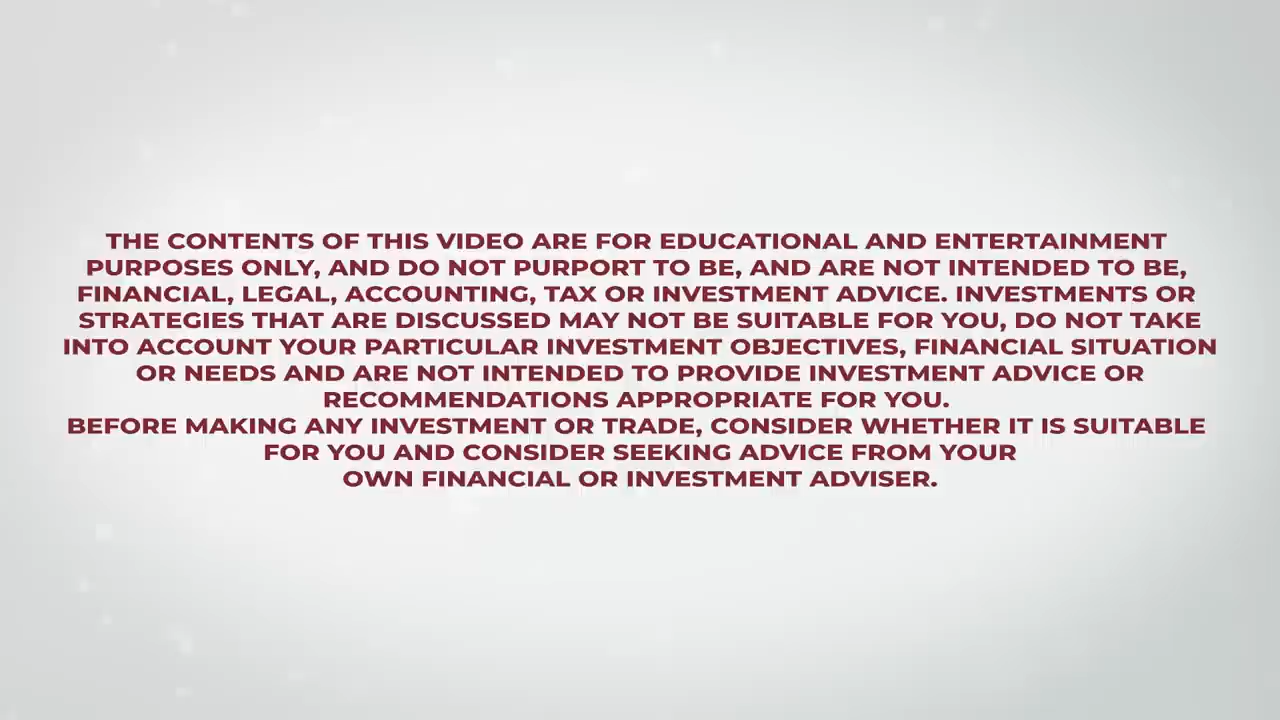 THE CONTENTS OF THIS VIDEO ARE FOR EDUCATIONAL AND ENTERTAINMENT
PURPOSES ONLY, AND DO NOT PURPORT TO BE, AND ARE NOT INTENDED TO BE,
FINANCIAL, LEGAL, ACCOUNTING, TAX OR INVESTMENT ADVICE. INVESTMENTS OR
STRATEGIES THAT ARE DISCUSSED MAY NOT BE SUITABLE FOR YOU, DO NOT TAKE
INTO ACCOUNT YOUR PARTICULAR INVESTMENT OBJECTIVES, FINANCIAL SITUATION
OR NEEDS AND ARE NOT INTENDED TO PROVIDE INVESTMENT ADVICE OR
RECOMMENDATIONS APPROPRIATE FOR YOU.
BEFORE MAKING ANY INVESTMENT OR TRADE, CONSIDER WHETHER IT IS SUITABLE
FOR YOU AND CONSIDER SEEKING ADVICE FROM YOUR
OWN FINANCIAL OR INVESTMENT ADVISER.